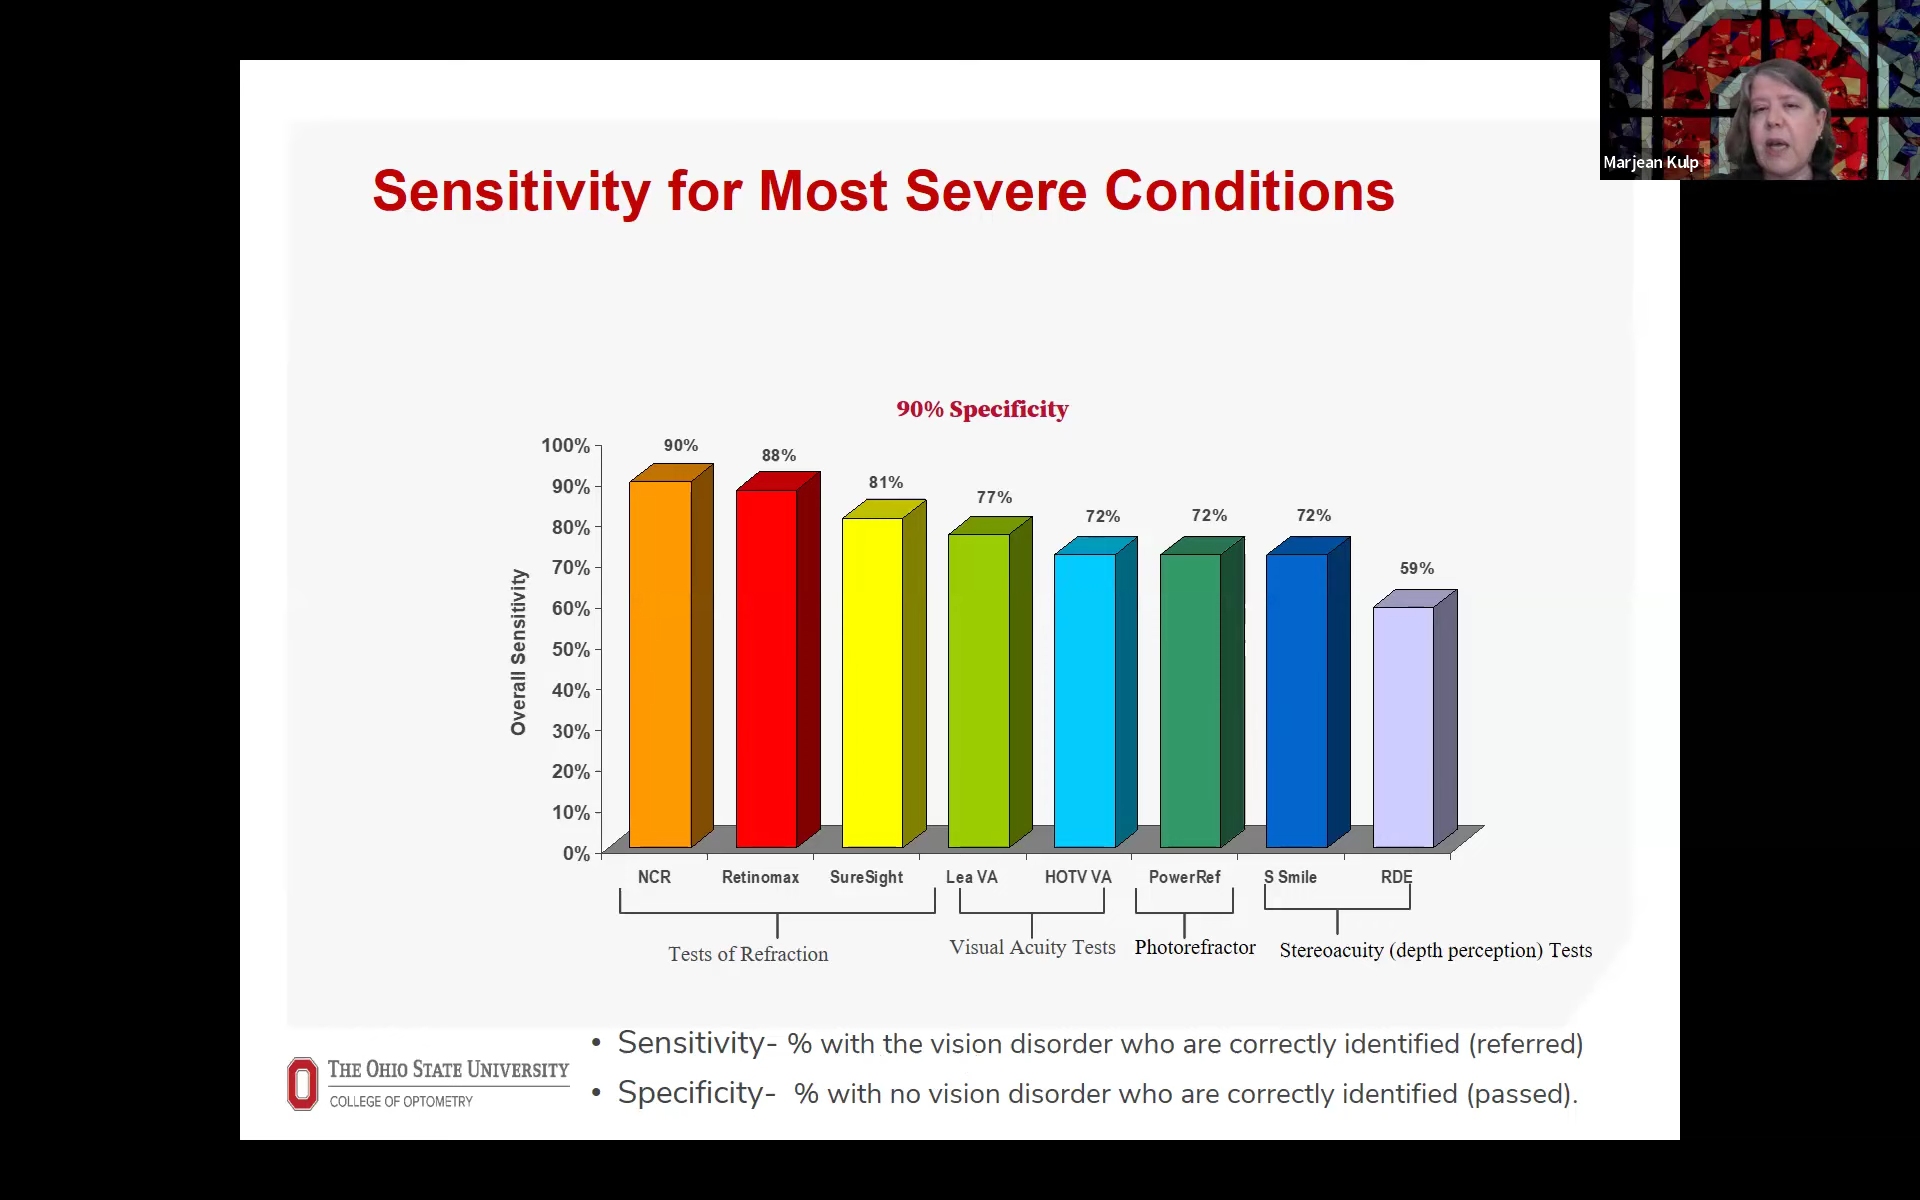 Marjean Kulp
Sensitivity for Most Severe Conditions
90% Specificity
Overall Sensitivity
100%
90%
80%
70%
60%
50%
40%
30%
20%
10%
0%
90%
88%
81%
77%
72%
72%
72%
59%
NCR Retinomax SureSight Lea VA HOTV VA PowerRef S Smile RDE
Tests of Refraction Visual Acuity Tests Photorefractor Stereoacuity (depth perception) Tests
• Sensitivity- % with the vision disorder who are correctly identified (referred)
• Specificity- % with no vision disorder who are correctly identified (passed).
THE OHIO STATE UNIVERSITY
COLLEGE OF OPTOMETRY